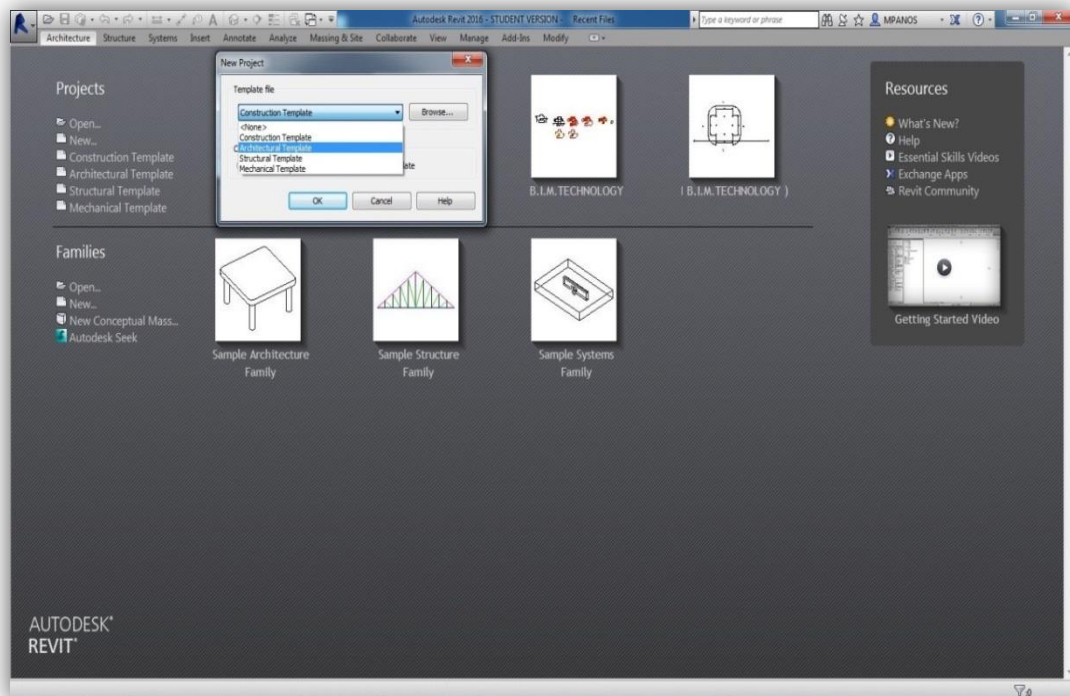 Autodesk Revit 2016 - STUDENT VERSION - Recent Files
Type a keyword or phrase
MPANOS
Architecture Structure Systems Insert Annotate Analyze Massing & Site Collaborate View Manage Add-Ins Modify
Projects
Open...
New...
Construction Template
Architectural Template
Structural Template
Mechanical Template
New Project
Template file
Construction Template
Browse...
<None>
Construction Template
Architectural Template
Structural Template
Mechanical Template
OK Cancel Help
B.I.M.TECHNOLOGY
( B.I.M.TECHNOLOGY )
Resources
What's New?
Help
Essential Skills Videos
Exchange Apps
Revit Community
Getting Started Video
Families
Open...
New...
New Conceptual Mass...
Autodesk Seek
Sample Architecture
Family
Sample Structure
Family
Sample Systems
Family
AUTODESK®
REVIT®